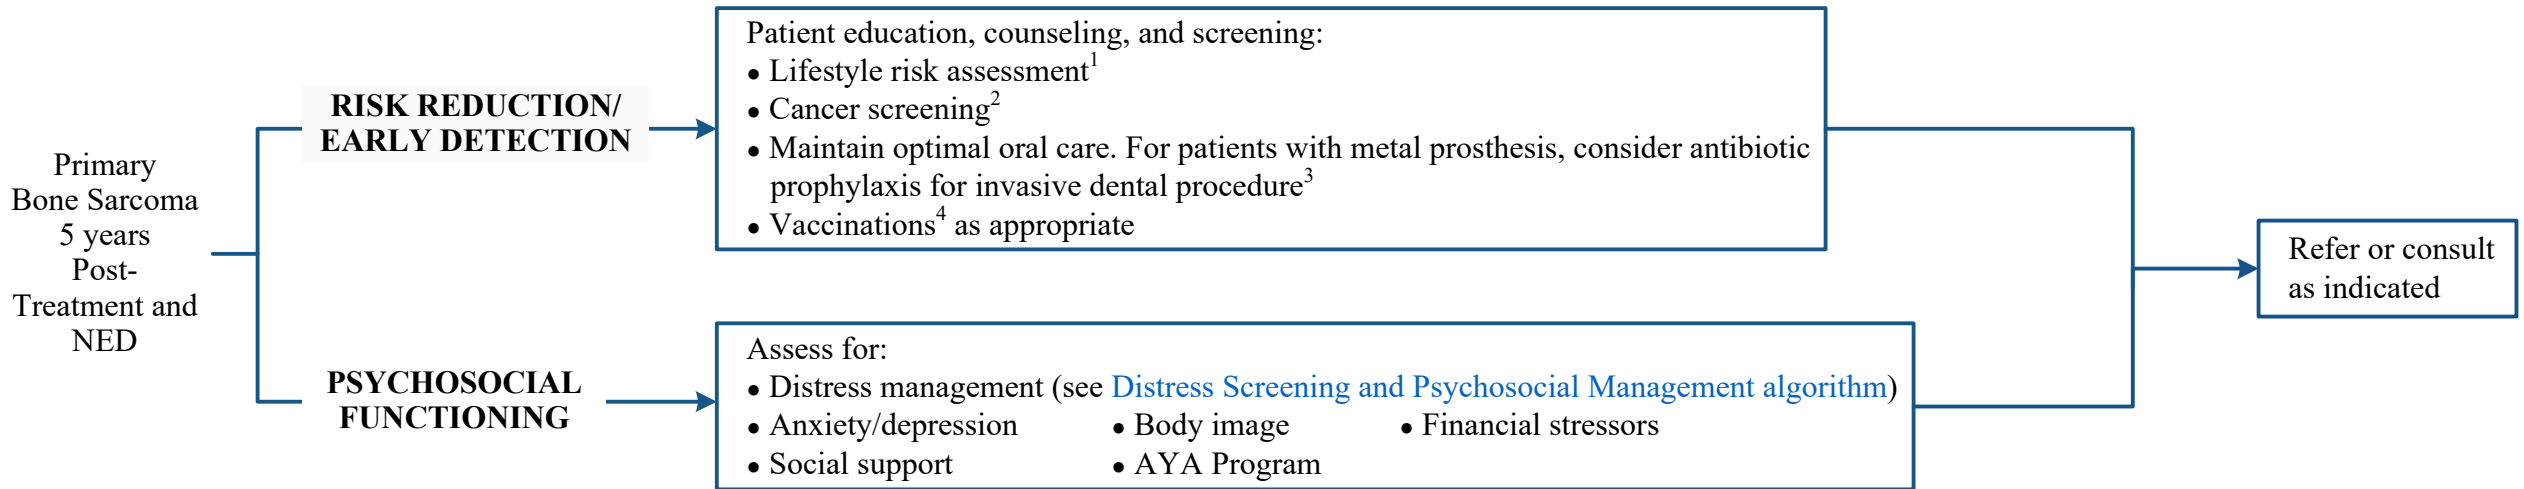 Primary
Bone Sarcoma
5 years
Post-
Treatment and
NED
RISK REDUCTION/
EARLY DETECTION
Patient education, counseling, and screening:
● Lifestyle risk assessment1
● Cancer screening2
● Maintain optimal oral care. For patients with metal prosthesis, consider antibiotic
prophylaxis for invasive dental procedure3
● Vaccinations4 as appropriate
PSYCHOSOCIAL
FUNCTIONING
Assess for:
● Distress management (see Distress Screening and Psychosocial Management algorithm)
● Anxiety/depression ● Body image ● Financial stressors
● Social support ● AYA Program
Refer or consult
as indicated